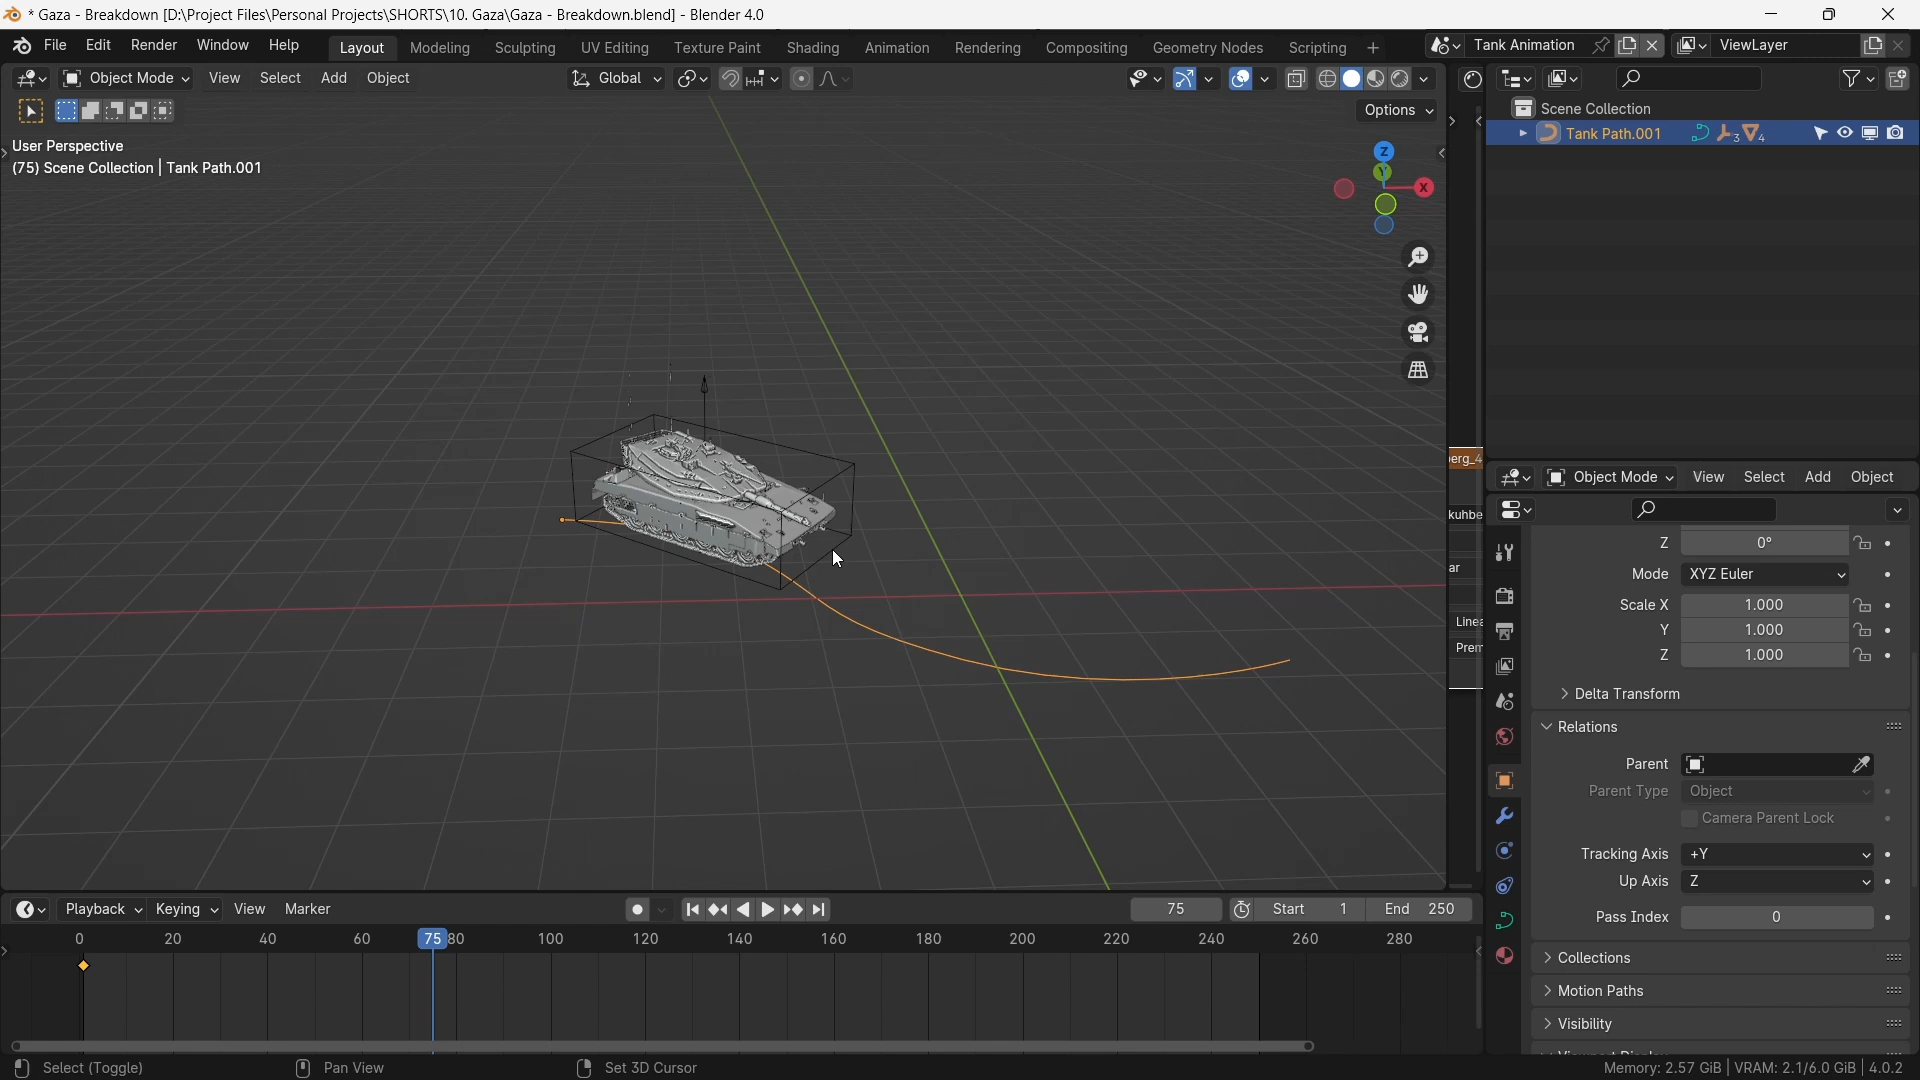 * Gaza - Breakdown [D:\Project Files\Personal Projects\SHORTS\10. Gaza\Gaza - Breakdown.blend] - Blender 4.0
File Edit Render Window Help Layout Modeling Sculpting UV Editing Texture Paint Shading Animation Rendering Compositing Geometry Nodes Scripting + Tank Animation ViewLayer
Object Mode View Select Add Object Global
Options
User Perspective
(75) Scene Collection | Tank Path.001
Z
Y
X
Scene Collection
Tank Path.001 3 4
erg_4
kuhbe
ar
Linea
Prem
Object Mode View Select Add Object
Z 0°
Mode XYZ Euler
Scale X 1.000
Y 1.000
Z 1.000
Delta Transform
Relations
Parent
Parent Type Object
Camera Parent Lock
Tracking Axis +Y
Up Axis Z
Pass Index 0
Collections
Motion Paths
Visibility
Playback Keying View Marker 75 Start 1 End 250
0 20 40 60 75 80 100 120 140 160 180 200 220 240 260 280
Select (Toggle) Pan View Set 3D Cursor Memory: 2.57 GiB | VRAM: 2.1/6.0 GiB | 4.0.2